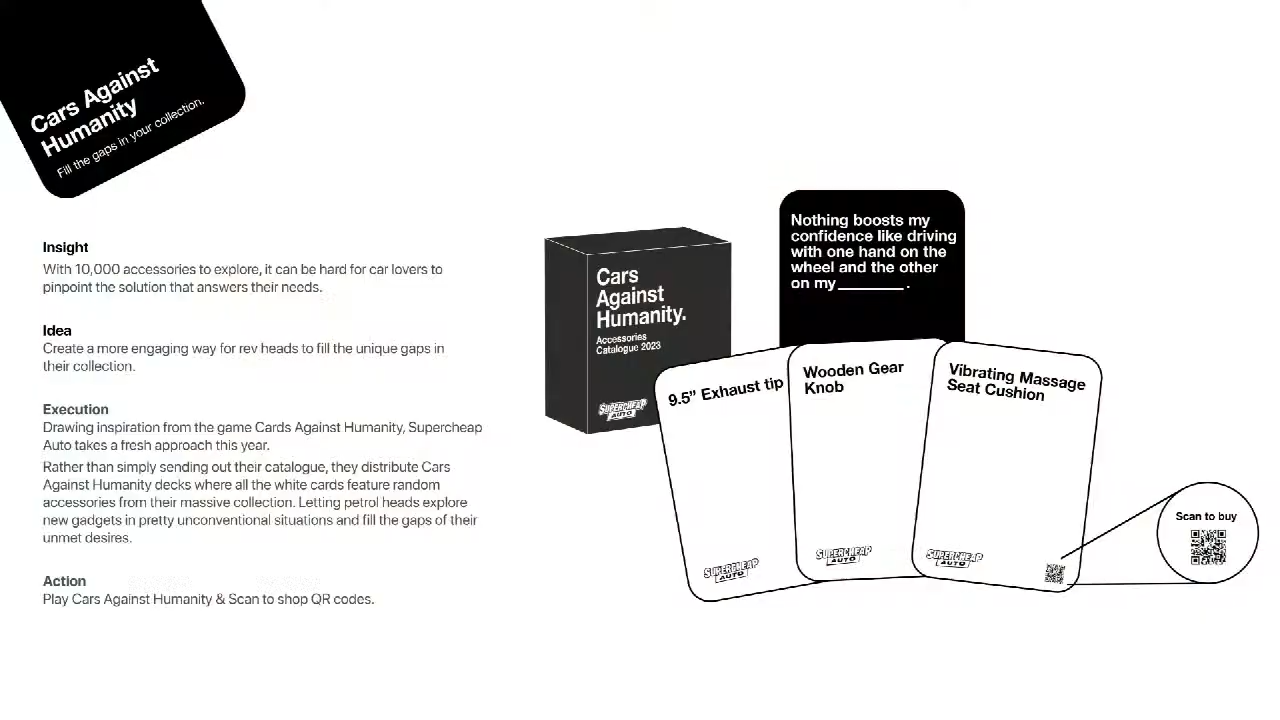 Cars Against
Humanity
Fill the gaps in your collection.
Insight
With 10,000 accessories to explore, it can be hard for car lovers to
pinpoint the solution that answers their needs.
Idea
Create a more engaging way for rev heads to fill the unique gaps in
their collection.
Execution
Drawing inspiration from the game Cards Against Humanity, Supercheap
Auto takes a fresh approach this year.
Rather than simply sending out their catalogue, they distribute Cars
Against Humanity decks where all the white cards feature random
accessories from their massive collection. Letting petrol heads explore
new gadgets in pretty unconventional situations and fill the gaps of their
unmet desires.
Action
Play Cars Against Humanity & Scan to shop QR codes.
Cars
Against
Humanity.
Accessories
Catalogue 2023
SUPERCHEAP
AUTO
Nothing boosts my
confidence like driving
with one hand on the
wheel and the other
on my ________ .
9.5” Exhaust tip
SUPERCHEAP
AUTO
Wooden Gear
Knob
SUPERCHEAP
AUTO
Vibrating Massage
Seat Cushion
SUPERCHEAP
AUTO
Scan to buy